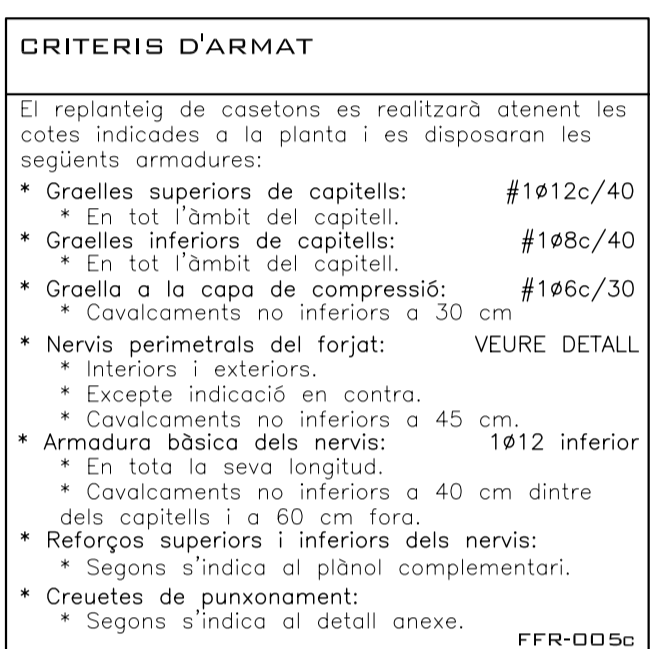 CRITERIS D'ARMAT
El replanteig de casetons es realitzarà atenent les
cotes indicades a la planta i es disposaran les
següents armadures:
* Graelles superiors de capitells: #1ø12c/40
* En tot l'àmbit del capitell.
* Graelles inferiors de capitells: #1ø8c/40
* En tot l'àmbit del capitell.
* Graella a la capa de compressió: #1ø6c/30
* Cavalcaments no inferiors a 30 cm
* Nervis perimetrals del forjat: VEURE DETALL
* Interiors i exteriors.
* Excepte indicació en contra.
* Cavalcaments no inferiors a 45 cm.
* Armadura bàsica dels nervis: 1ø12 inferior
* En tota la seva longitud.
* Cavalcaments no inferiors a 40 cm dintre
dels capitells i a 60 cm fora.
* Reforços superiors i inferiors dels nervis:
* Segons s'indica al plànol complementari.
* Creuetes de punxonament:
* Segons s'indica al detall anexe.
FFR-005c